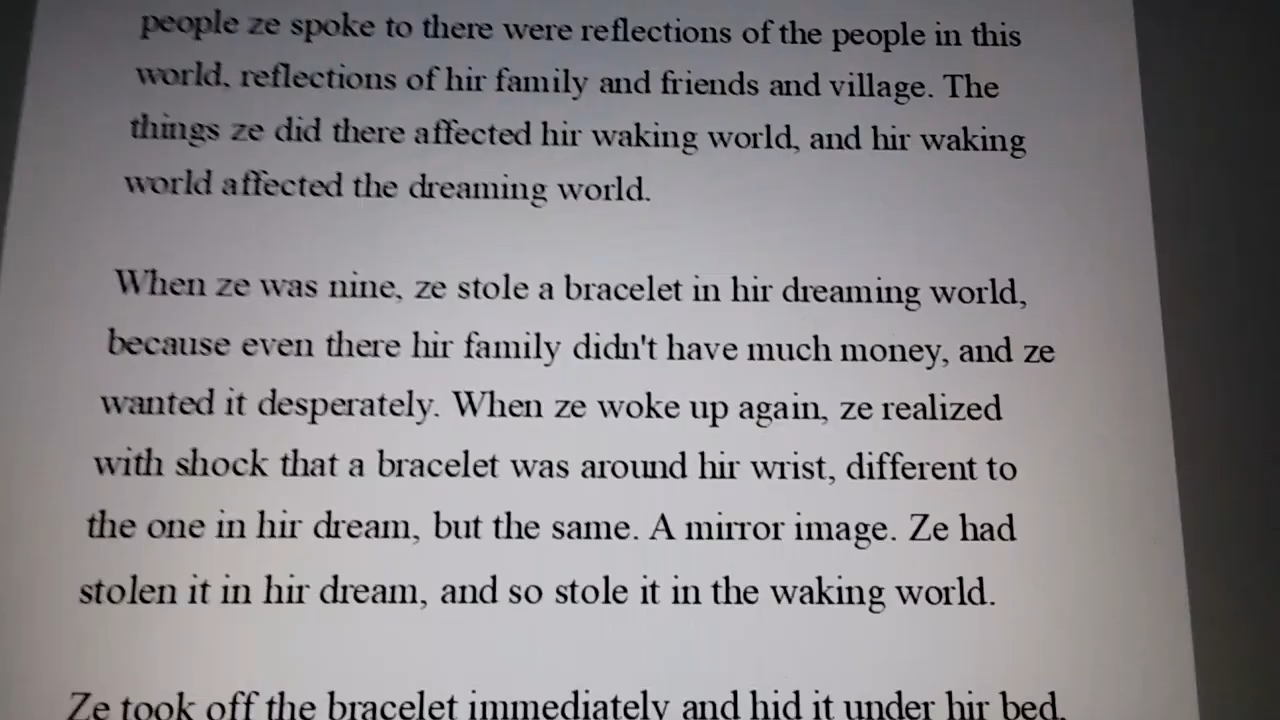 people ze spoke to there were reflections of the people in this
world, reflections of hir family and friends and village. The
things ze did there affected hir waking world, and hir waking
world affected the dreaming world.
When ze was nine, ze stole a bracelet in hir dreaming world,
because even there hir family didn't have much money, and ze
wanted it desperately. When ze woke up again, ze realized
with shock that a bracelet was around hir wrist, different to
the one in hir dream, but the same. A mirror image. Ze had
stolen it in hir dream, and so stole it in the waking world.
Ze took off the bracelet immediately and hid it under hir bed.